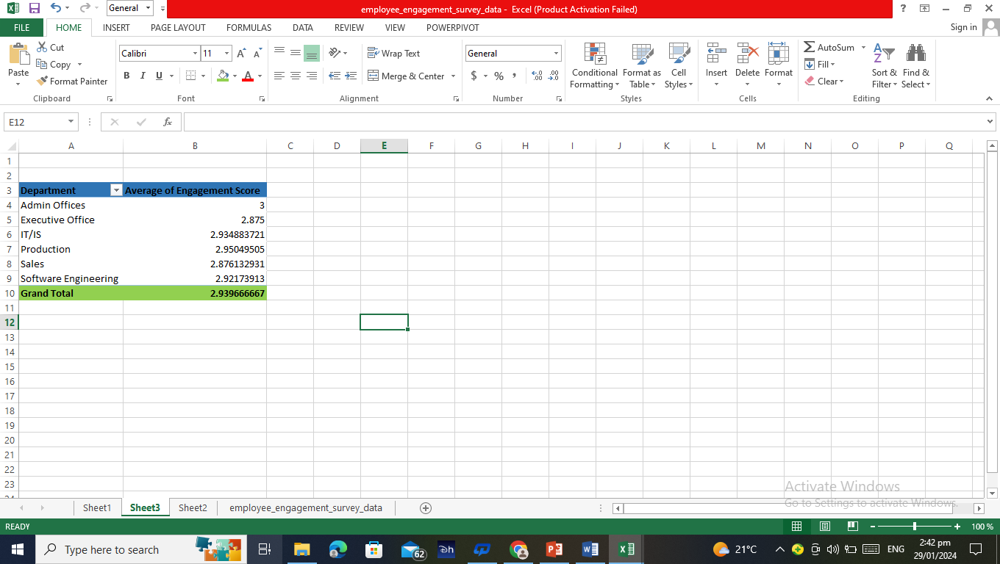 General
employee_engagement_survey_data - Excel (Product Activation Failed)
?
FILE HOME INSERT PAGE LAYOUT FORMULAS DATA REVIEW VIEW POWERPIVOT Sign in
Paste
Cut
Copy
Format Painter
Clipboard
Calibri 11
B I U
Font
Wrap Text
Merge & Center
Alignment
General
$ % ,
Number
Conditional Formatting
Format as Table
Cell Styles
Styles
Insert Delete Format
Cells
AutoSum
Fill
Clear
Sort & Filter
Find & Select
Editing
E12 fx
A B C D E F G H I J K L M N O P Q
1
2
3 Department Average of Engagement Score
4 Admin Offices 3
5 Executive Office 2.875
6 IT/IS 2.934883721
7 Production 2.95049505
8 Sales 2.876132931
9 Software Engineering 2.92173913
10 Grand Total 2.939666667
11
12
13
14
15
16
17
18
19
20
21
22
23
Activate Windows
Go to Settings to activate Windows.
Sheet1 Sheet3 Sheet2 employee_engagement_survey_data
READY 100%
Type here to search
62
21°C ENG
2:42 pm
29/01/2024